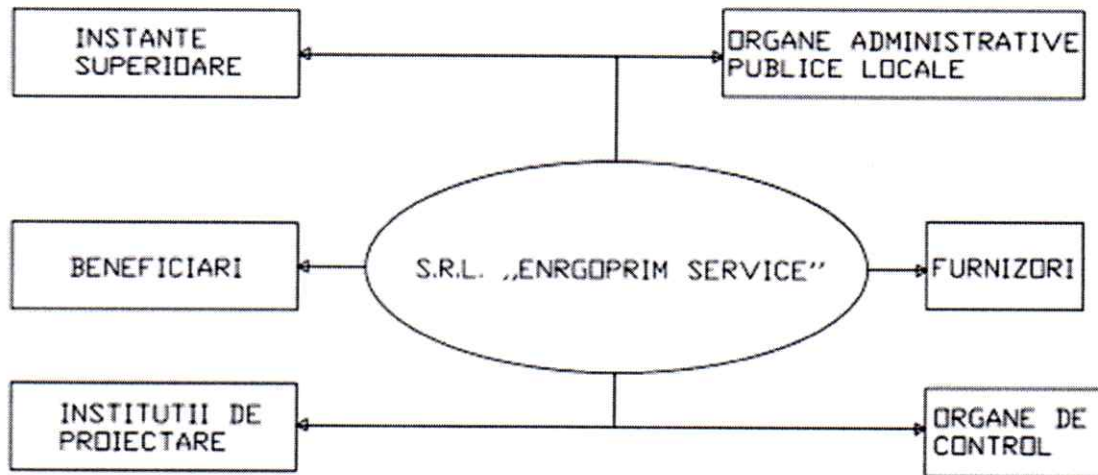 INSTANTE
SUPERIOARE
ORGANE ADMINISTRATIVE
PUBLICE LOCALE
BENEFICIARI
S.R.L. ,,ENRGOPRIM SERVICE"
FURNIZORI
INSTITUTII DE
PROIECTARE
ORGANE DE
CONTROL